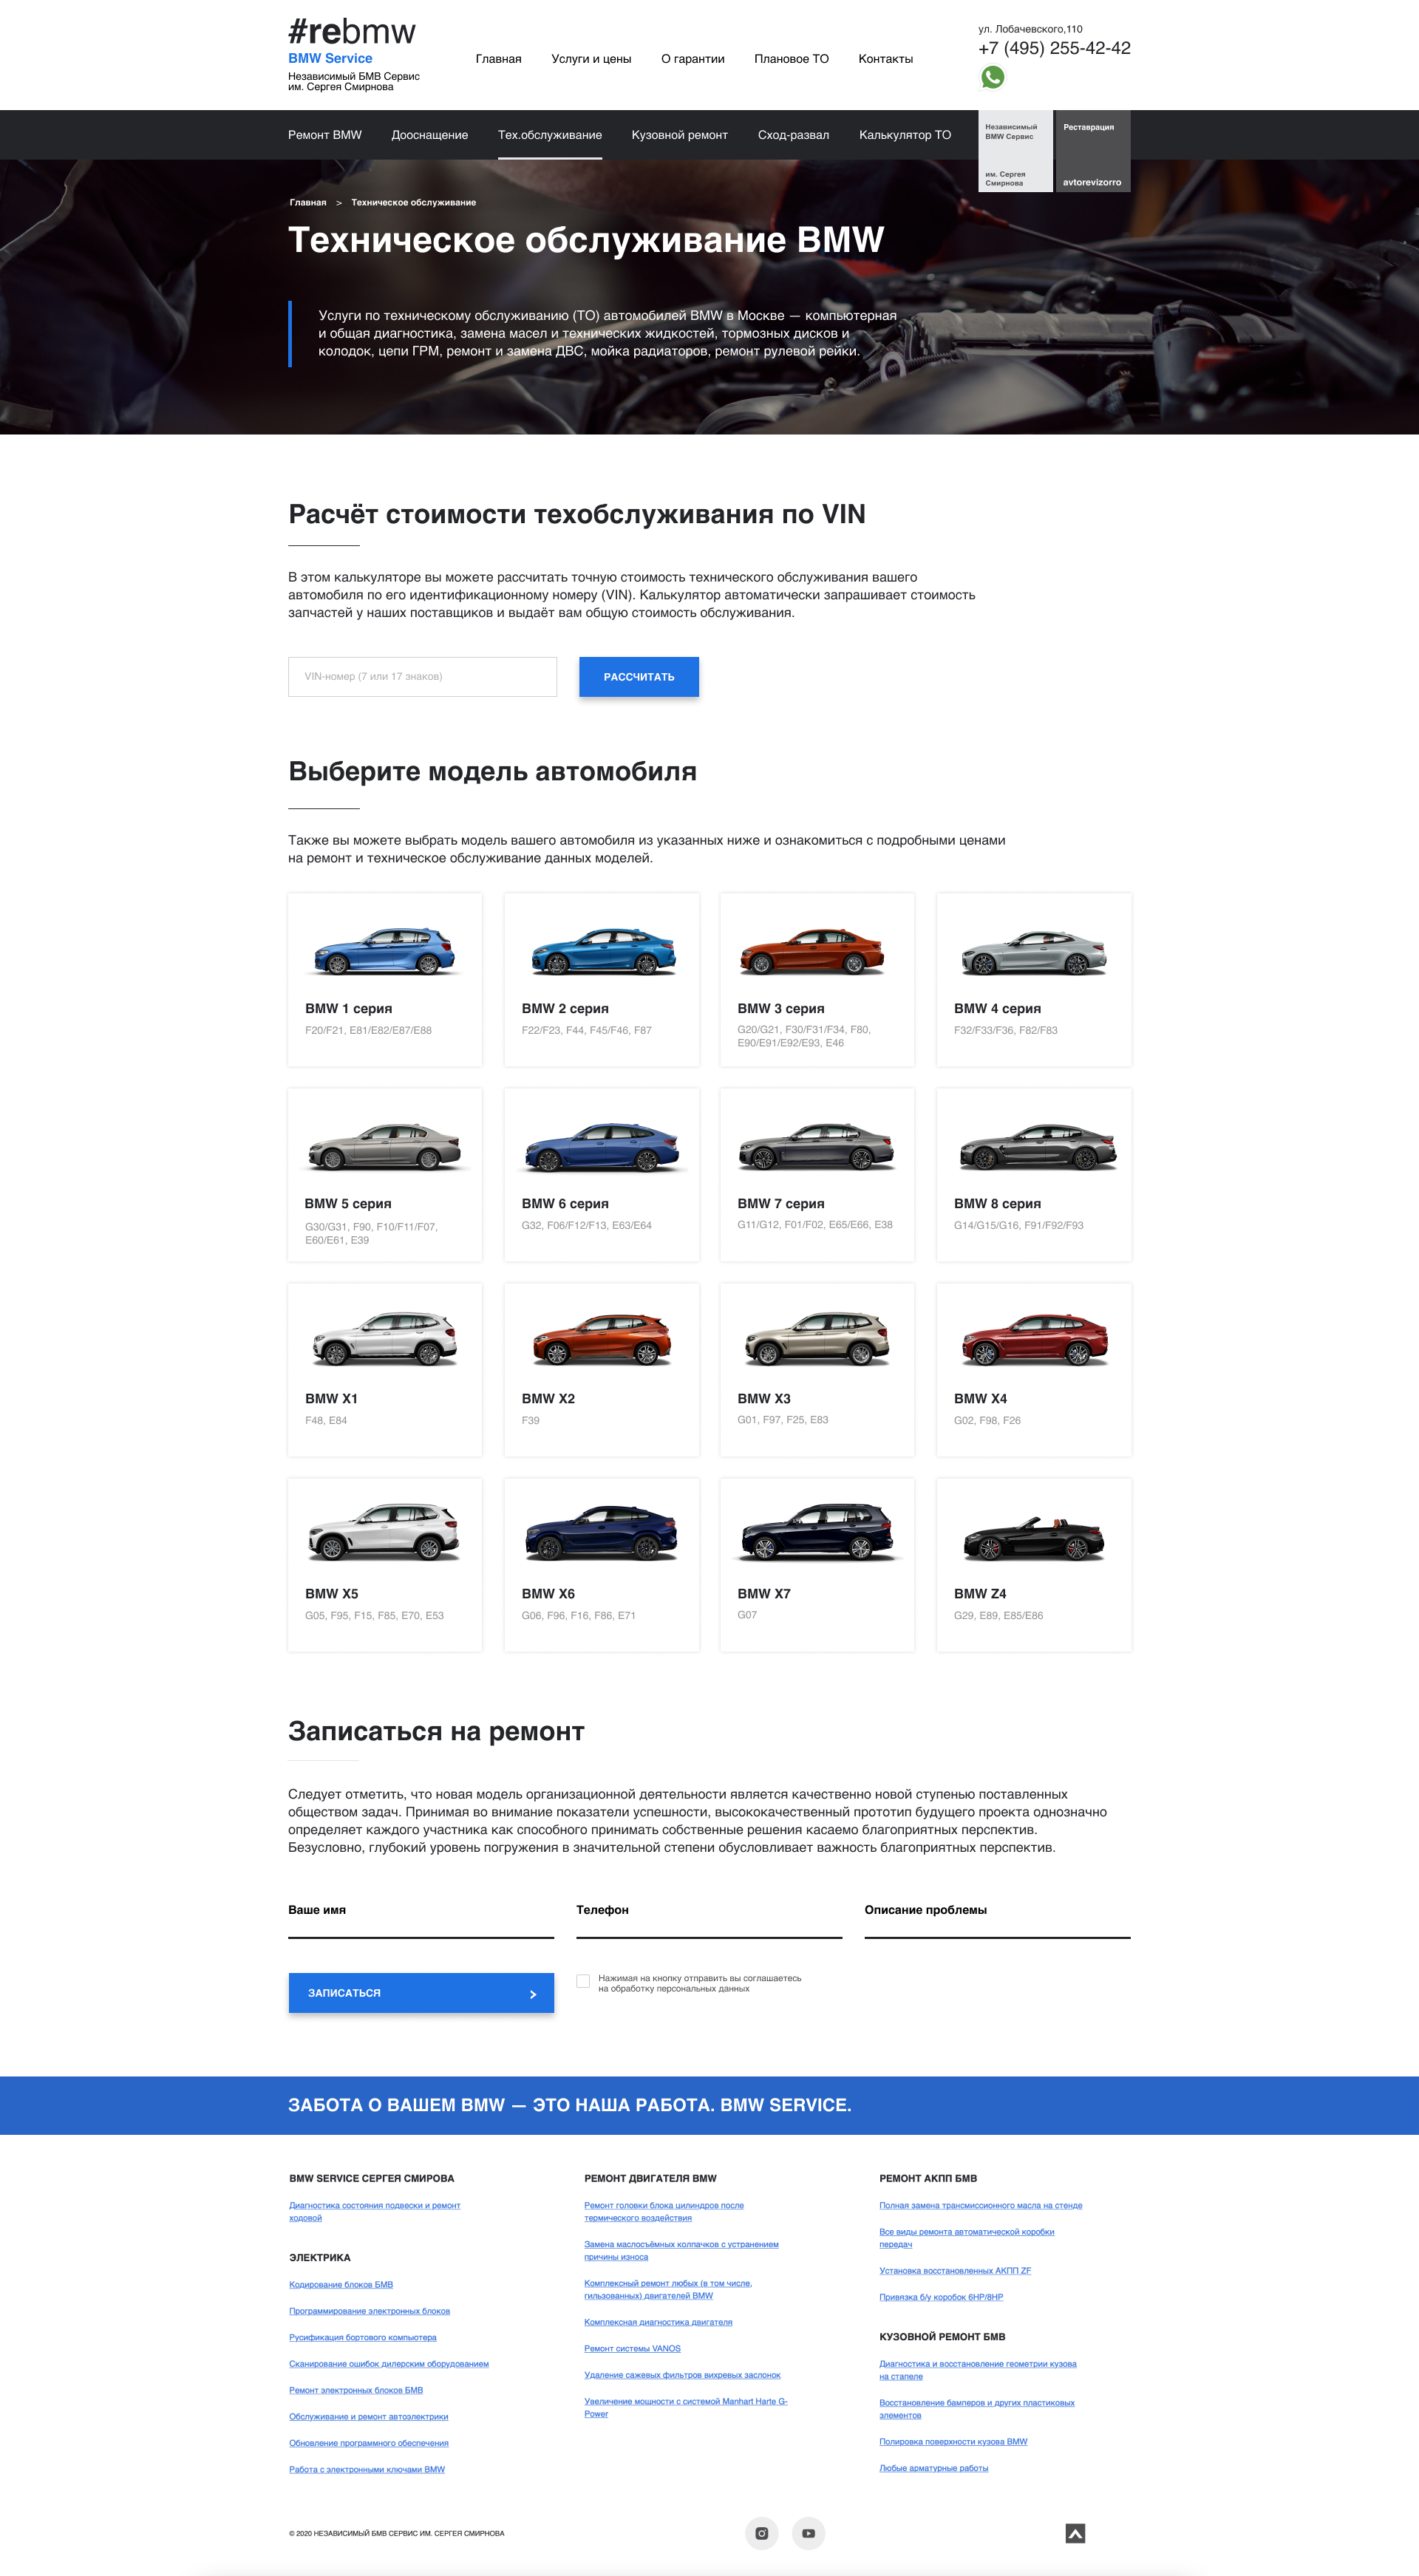 #rebmw
BMW Service
Независимый БМВ Сервис
им. Сергея Смирнова
Главная
Услуги и цены
О гарантии
Плановое ТО
Контакты
ул. Лобачевского,110
+7 (495) 255-42-42
Ремонт BMW
Дооснащение
Тех.обслуживание
Кузовной ремонт
Сход-развал
Калькулятор ТО
Независимый
BMW Сервис
им. Сергея
Смирнова
Реставрация
avtorevizorro
Главная > Техническое обслуживание
Техническое обслуживание BMW
Услуги по техническому обслуживанию (ТО) автомобилей BMW в Москве — компьютерная
и общая диагностика, замена масел и технических жидкостей, тормозных дисков и
колодок, цепи ГРМ, ремонт и замена ДВС, мойка радиаторов, ремонт рулевой рейки.
Расчёт стоимости техобслуживания по VIN
В этом калькуляторе вы можете рассчитать точную стоимость технического обслуживания вашего
автомобиля по его идентификационному номеру (VIN). Калькулятор автоматически запрашивает стоимость
запчастей у наших поставщиков и выдаёт вам общую стоимость обслуживания.
VIN-номер (7 или 17 знаков)
РАССЧИТАТЬ
Выберите модель автомобиля
Также вы можете выбрать модель вашего автомобиля из указанных ниже и ознакомиться с подробными ценами
на ремонт и техническое обслуживание данных моделей.
BMW 1 серия
F20/F21, E81/E82/E87/E88
BMW 2 серия
F22/F23, F44, F45/F46, F87
BMW 3 серия
G20/G21, F30/F31/F34, F80,
E90/E91/E92/E93, E46
BMW 4 серия
F32/F33/F36, F82/F83
BMW 5 серия
G30/G31, F90, F10/F11/F07,
E60/E61, E39
BMW 6 серия
G32, F06/F12/F13, E63/E64
BMW 7 серия
G11/G12, F01/F02, E65/E66, E38
BMW 8 серия
G14/G15/G16, F91/F92/F93
BMW X1
F48, E84
BMW X2
F39
BMW X3
G01, F97, F25, E83
BMW X4
G02, F98, F26
BMW X5
G05, F95, F15, F85, E70, E53
BMW X6
G06, F96, F16, F86, E71
BMW X7
G07
BMW Z4
G29, E89, E85/E86
Записаться на ремонт
Следует отметить, что новая модель организационной деятельности является качественно новой ступенью поставленных
обществом задач. Принимая во внимание показатели успешности, высококачественный прототип будущего проекта однозначно
определяет каждого участника как способного принимать собственные решения касаемо благоприятных перспектив.
Безусловно, глубокий уровень погружения в значительной степени обусловливает важность благоприятных перспектив.
Ваше имя
Телефон
Описание проблемы
ЗАПИСАТЬСЯ
Нажимая на кнопку отправить вы соглашаетесь
на обработку персональных данных
ЗАБОТА О ВАШЕМ BMW — ЭТО НАША РАБОТА. BMW SERVICE.
BMW SERVICE СЕРГЕЯ СМИРОВА
Диагностика состояния подвески и ремонт
ходовой
ЭЛЕКТРИКА
Кодирование блоков БМВ
Программирование электронных блоков
Русификация бортового компьютера
Сканирование ошибок дилерским оборудованием
Ремонт электронных блоков БМВ
Обслуживание и ремонт автоэлектрики
Обновление программного обеспечения
Работа с электронными ключами BMW
РЕМОНТ ДВИГАТЕЛЯ BMW
Ремонт головки блока цилиндров после
термического воздействия
Замена маслосъёмных колпачков с устранением
причины износа
Комплексный ремонт любых (в том числе,
гильзованных) двигателей BMW
Комплексная диагностика двигателя
Ремонт системы VANOS
Удаление сажевых фильтров вихревых заслонок
Увеличение мощности с системой Manhart Harte G-
Power
РЕМОНТ АКПП БМВ
Полная замена трансмиссионного масла на стенде
Все виды ремонта автоматической коробки
передач
Установка восстановленных АКПП ZF
Привязка б/у коробок 6HP/8HP
КУЗОВНОЙ РЕМОНТ БМВ
Диагностика и восстановление геометрии кузова
на стапеле
Восстановление бамперов и других пластиковых
элементов
Полировка поверхности кузова BMW
Любые арматурные работы
© 2020 НЕЗАВИСИМЫЙ БМВ СЕРВИС ИМ. СЕРГЕЯ СМИРНОВА